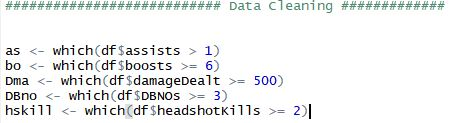 ########################### Data Cleaning #############
as <- which(df$assists > 1)
bo <- which(df$boosts >= 6)
Dma <- which(df$damageDealt >= 500)
DBno <- which(df$DBNOs >= 3)
hskill <- which(df$headshotKills >= 2)